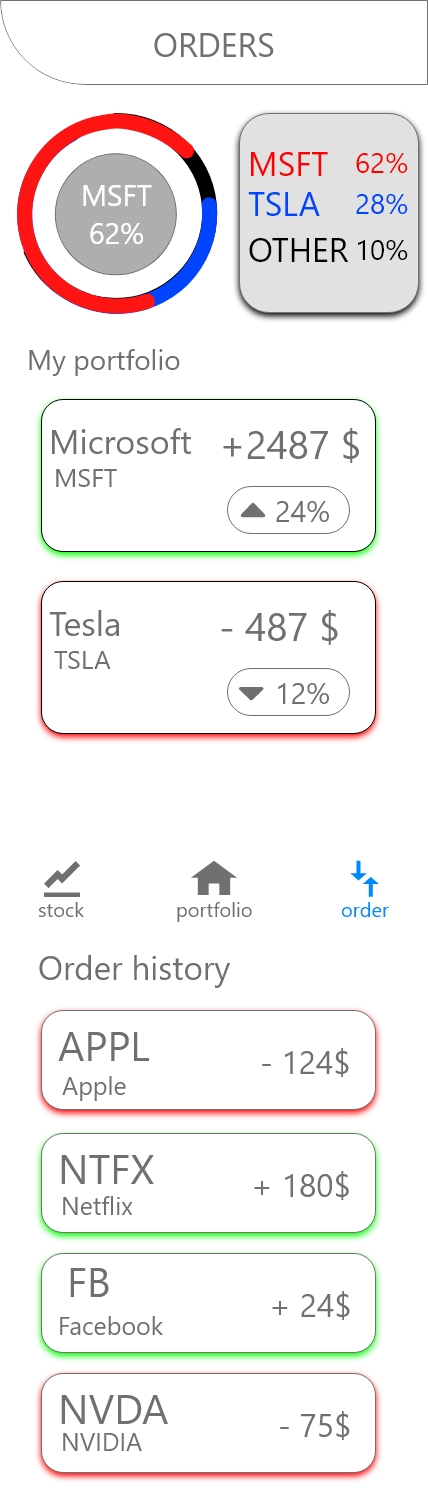 ORDERS
MSFT
62%
MSFT 62%
TSLA 28%
OTHER 10%
My portfolio
Microsoft +2487 $
MSFT
24%
Tesla - 487 $
TSLA
12%
stock portfolio order
Order history
APPL
- 124$
Apple
NTFX
+ 180$
Netflix
FB
+ 24$
Facebook
NVDA
- 75$
NVIDIA